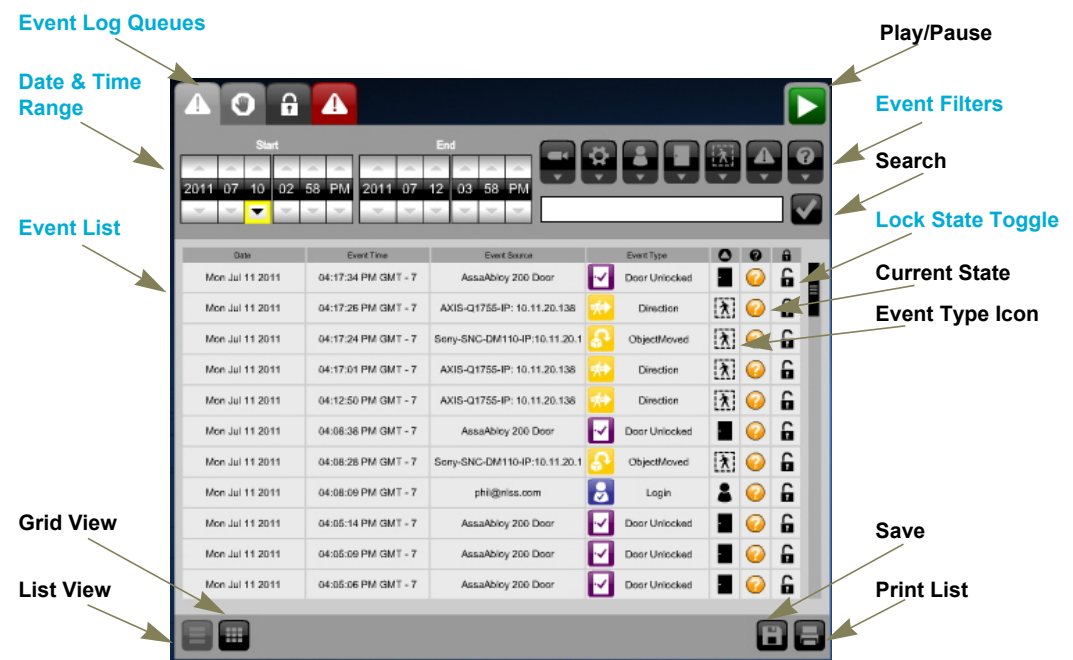 Event Log Queues
Play/Pause
Date & Time
Range
Event Filters
Start End
2011 07 10 02 58 PM 2011 07 12 03 58 PM
Search
Event List
Lock State Toggle
Date Event Time Event Source Event Type
Mon Jul 11 2011 04:17:34 PM GMT - 7 AssaAbloy 200 Door Door Unlocked
Current State
Mon Jul 11 2011 04:17:26 PM GMT - 7 AXIS-Q1755-IP: 10.11.20.138 Direction
Event Type Icon
Mon Jul 11 2011 04:17:24 PM GMT - 7 Sony-SNC-DM110-IP:10.11.20.1 ObjectMoved
Mon Jul 11 2011 04:17:01 PM GMT - 7 AXIS-Q1755-IP: 10.11.20.138 Direction
Mon Jul 11 2011 04:12:50 PM GMT - 7 AXIS-Q1755-IP: 10.11.20.138 Direction
Mon Jul 11 2011 04:08:38 PM GMT - 7 AssaAbloy 200 Door Door Unlocked
Mon Jul 11 2011 04:08:28 PM GMT - 7 Sony-SNC-DM110-IP:10.11.20.1 ObjectMoved
Mon Jul 11 2011 04:08:09 PM GMT - 7 phil@nlss.com Login
Grid View
Mon Jul 11 2011 04:05:14 PM GMT - 7 AssaAbloy 200 Door Door Unlocked
Save
Mon Jul 11 2011 04:05:09 PM GMT - 7 AssaAbloy 200 Door Door Unlocked
List View
Mon Jul 11 2011 04:05:06 PM GMT - 7 AssaAbloy 200 Door Door Unlocked
Print List